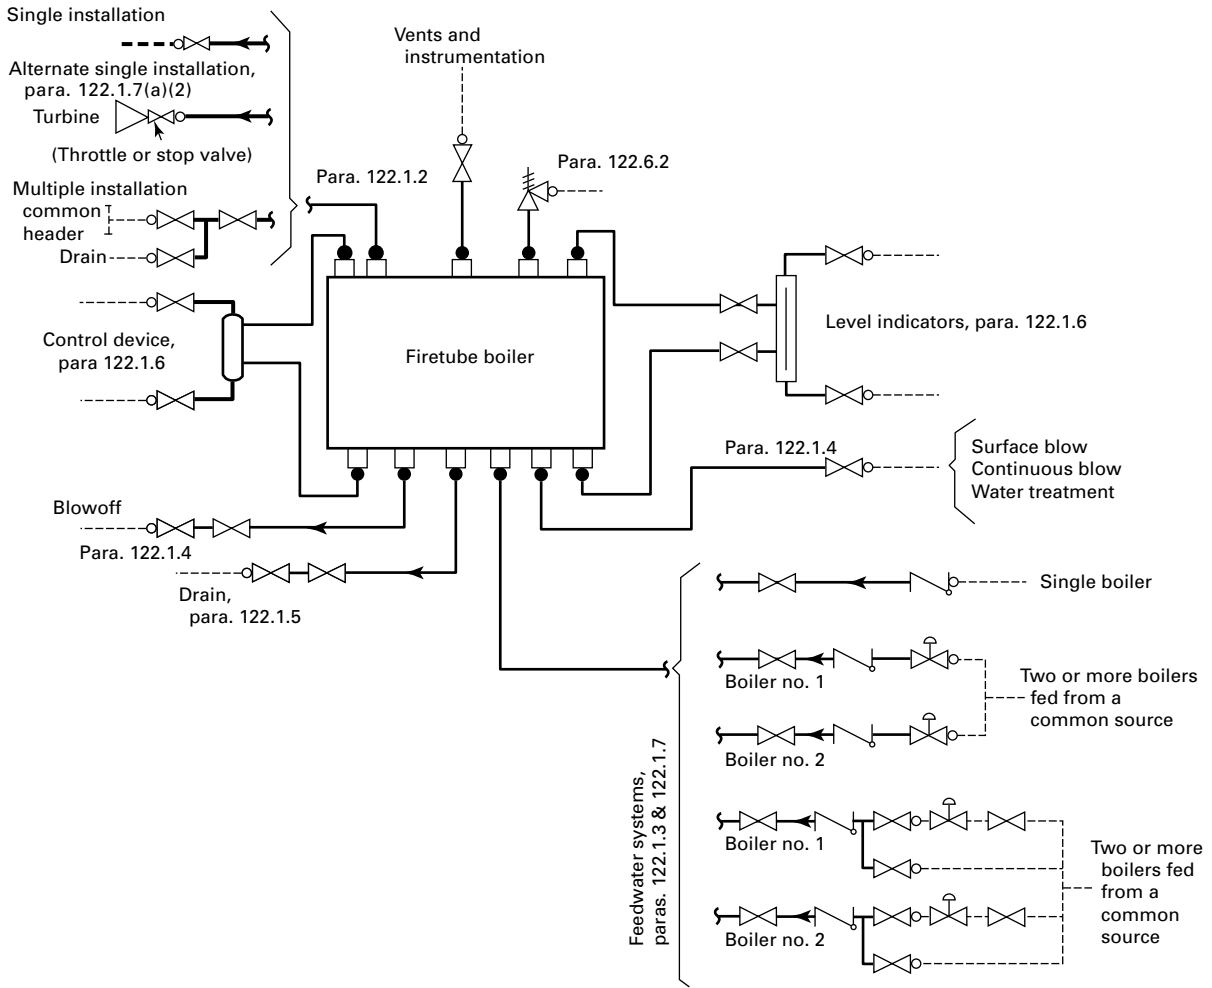 Single installation
Alternate single installation,
para. 122.1.7(a)(2)
Turbine
(Throttle or stop valve)
Multiple installation
common
header
Drain
Vents and
instrumentation
Para. 122.1.2
Para. 122.6.2
Control device,
para 122.1.6
Firetube boiler
Level indicators, para. 122.1.6
Para. 122.1.4
Surface blow
Continuous blow
Water treatment
Blowoff
Para. 122.1.4
Drain,
para. 122.1.5
Feedwater systems,
paras. 122.1.3 & 122.1.7
Single boiler
Boiler no. 1
Boiler no. 2
Two or more boilers
fed from a
common source
Boiler no. 1
Boiler no. 2
Two or more
boilers fed
from a
common
source